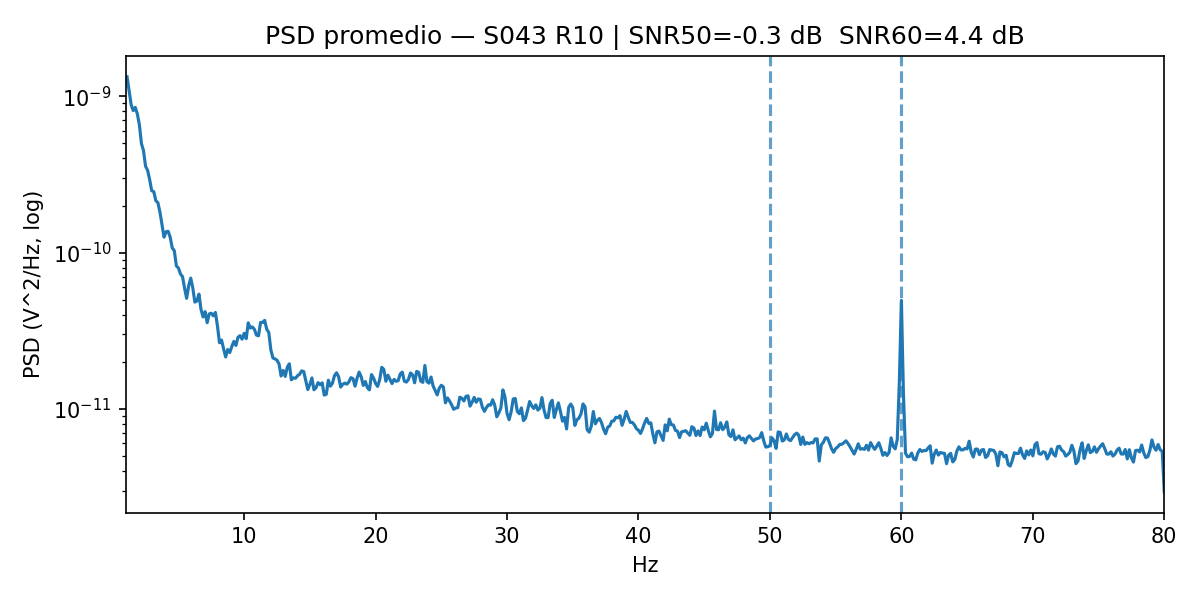 PSD promedio — S043 R10 | SNR50=-0.3 dB  SNR60=4.4 dB
PSD (V^2/Hz, log)
10⁻⁹
10⁻¹⁰
10⁻¹¹
10 20 30 40 50 60 70 80
Hz